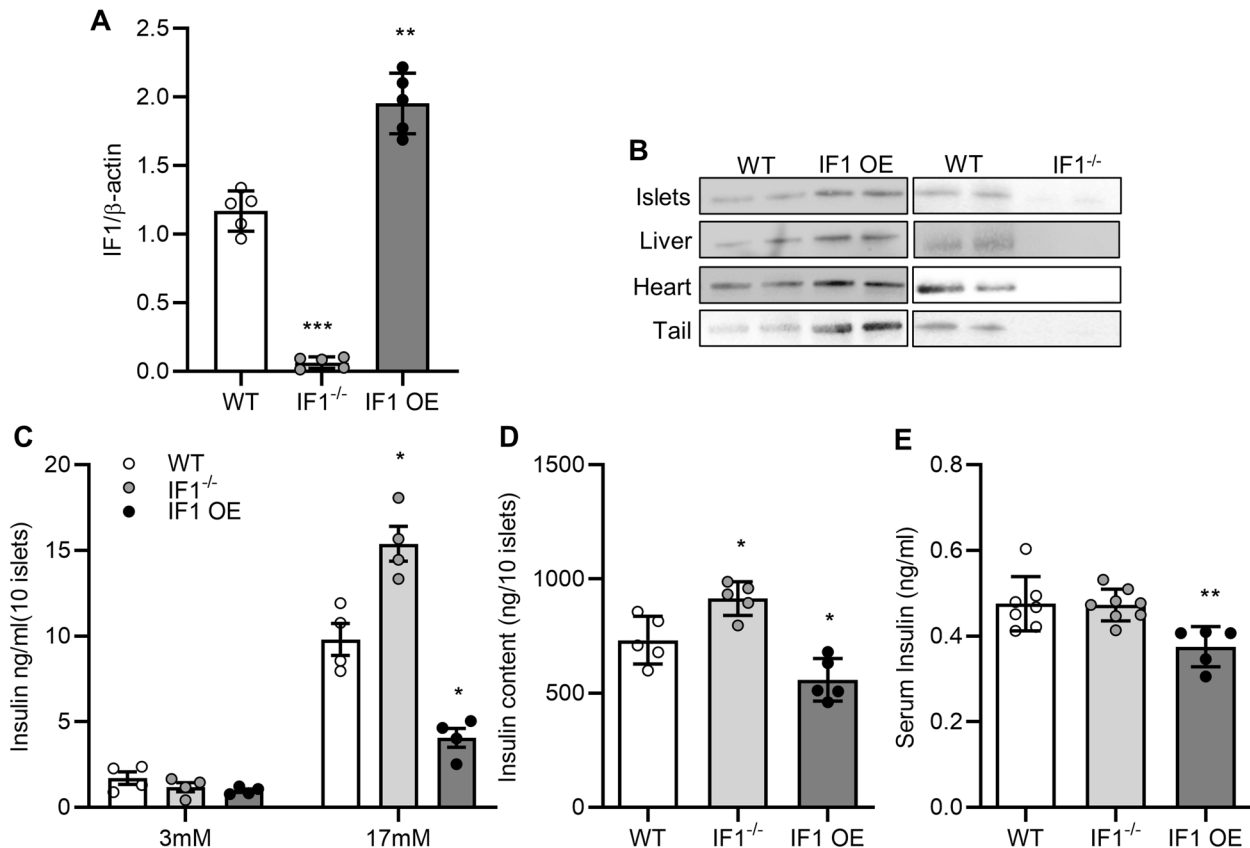 A
2.5
2.0
1.5
1.0
0.5
0.0
IF1/β-actin
**
***
WT
IF1-/-
IF1 OE
B
WT
IF1 OE
WT
IF1-/-
Islets
Liver
Heart
Tail
C
20
15
10
5
0
Insulin ng/ml(10 islets)
WT
IF1-/-
IF1 OE
*
*
3mM
17mM
D
1500
1000
500
0
Insulin content (ng/10 islets)
*
*
WT
IF1-/-
IF1 OE
E
0.8
0.6
0.4
0.2
0.0
Serum Insulin (ng/ml)
**
WT
IF1-/-
IF1 OE